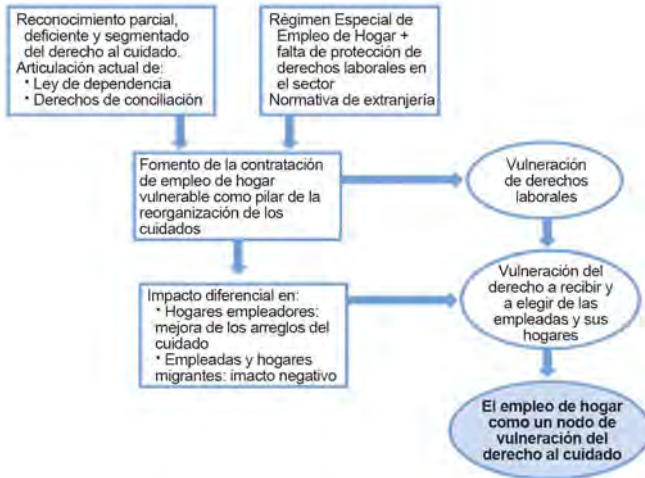 Reconocimiento parcial,
deficiente y segmentado
del derecho al cuidado.
Articulación actual de:
• Ley de dependencia
• Derechos de conciliación
Régimen Especial de
Empleo de Hogar +
falta de protección de
derechos laborales en
el sector
Normativa de extranjería
Fomento de la contratación
de empleo de hogar
vulnerable como pilar de la
reorganización de los
cuidados
Vulneración
de derechos
laborales
Impacto diferencial en:
• Hogares empleadores:
mejora de los arreglos del
cuidado
• Empleadas y hogares
migrantes: imacto negativo
Vulneración del
derecho a recibir y
a elegir de las
empleadas y sus
hogares
El empleo de hogar
como un nodo de
vulneración del
derecho al cuidado